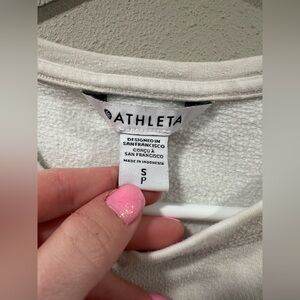 ATHLETA
DESIGNED IN
SAN FRANCISCO
CONÇU À
SAN FRANCISCO
MADE IN INDONESIA
S
P